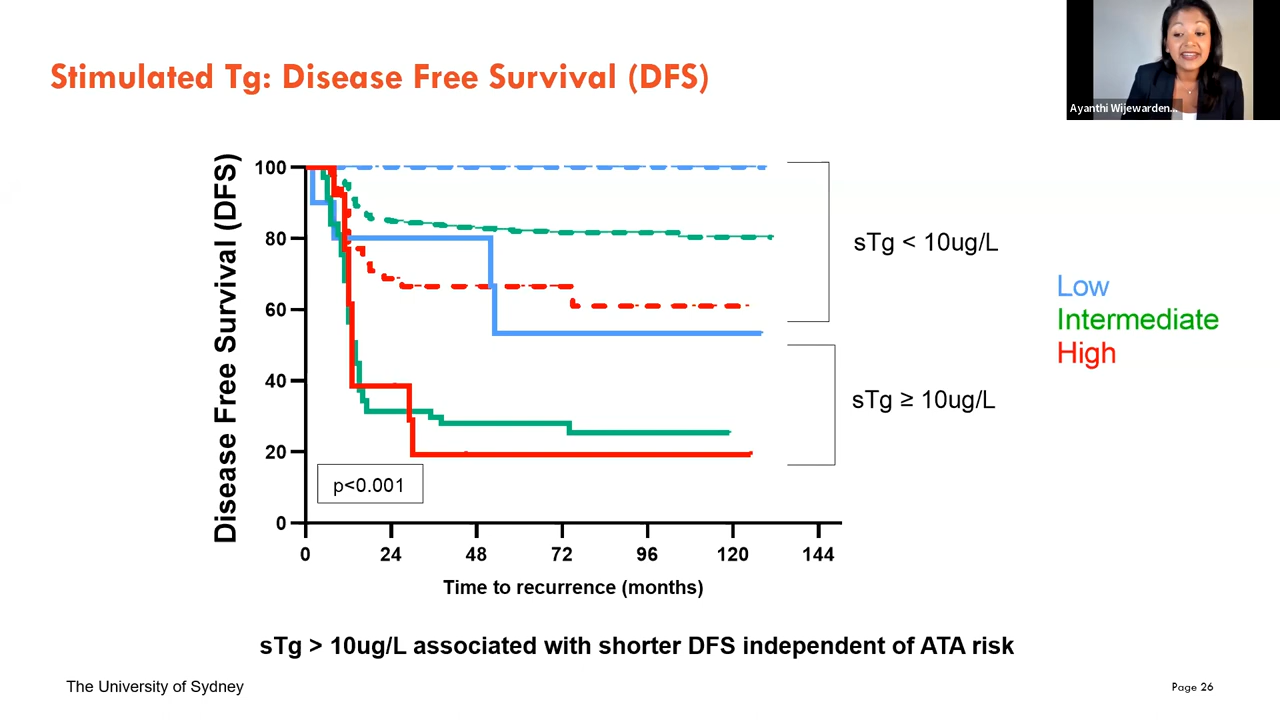 Stimulated Tg: Disease Free Survival (DFS)
Ayanthi Wijewarden...
Disease Free Survival (DFS)
100
80
60
40
20
0
p<0.001
0 24 48 72 96 120 144
Time to recurrence (months)
sTg < 10ug/L
sTg ≥ 10ug/L
Low
Intermediate
High
sTg > 10ug/L associated with shorter DFS independent of ATA risk
The University of Sydney
Page 26